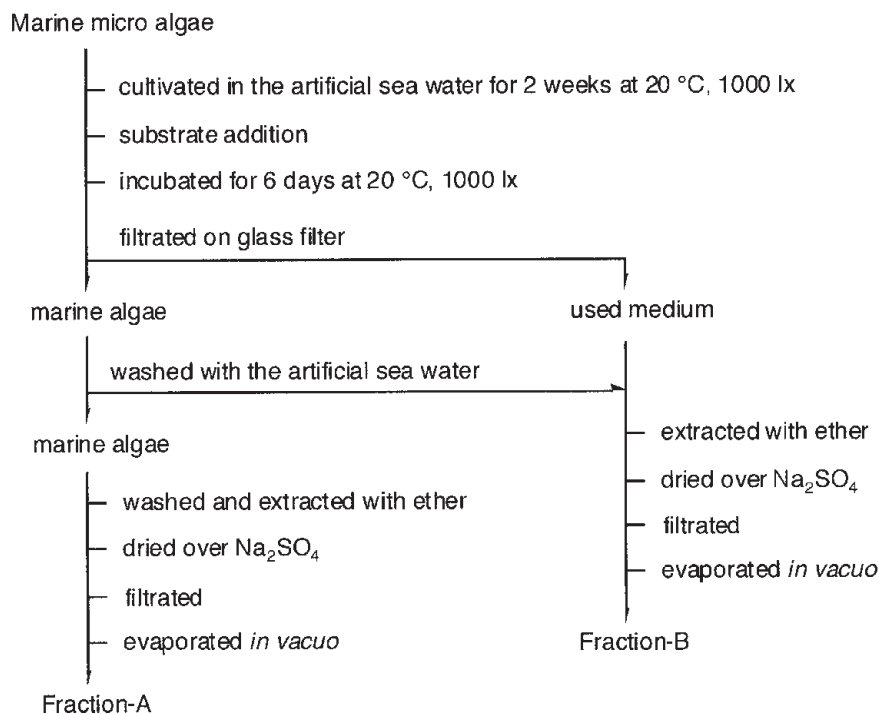 Marine micro algae
cultivated in the artificial sea water for 2 weeks at 20 °C, 1000 lx
substrate addition
incubated for 6 days at 20 °C, 1000 lx
filtrated on glass filter
marine algae
used medium
washed with the artificial sea water
marine algae
extracted with ether
dried over Na₂SO₄
filtrated
evaporated in vacuo
Fraction-B
washed and extracted with ether
dried over Na₂SO₄
filtrated
evaporated in vacuo
Fraction-A